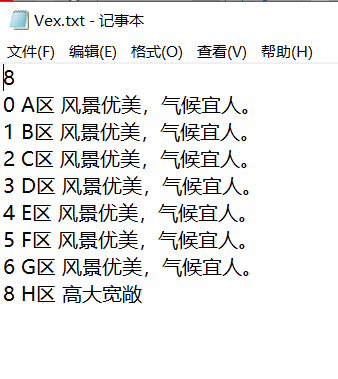 Vex.txt - 记事本
文件(F) 编辑(E) 格式(O) 查看(V) 帮助(H)
8
0 A区 风景优美，气候宜人。
1 B区 风景优美，气候宜人。
2 C区 风景优美，气候宜人。
3 D区 风景优美，气候宜人。
4 E区 风景优美，气候宜人。
5 F区 风景优美，气候宜人。
6 G区 风景优美，气候宜人。
8 H区 高大宽敞